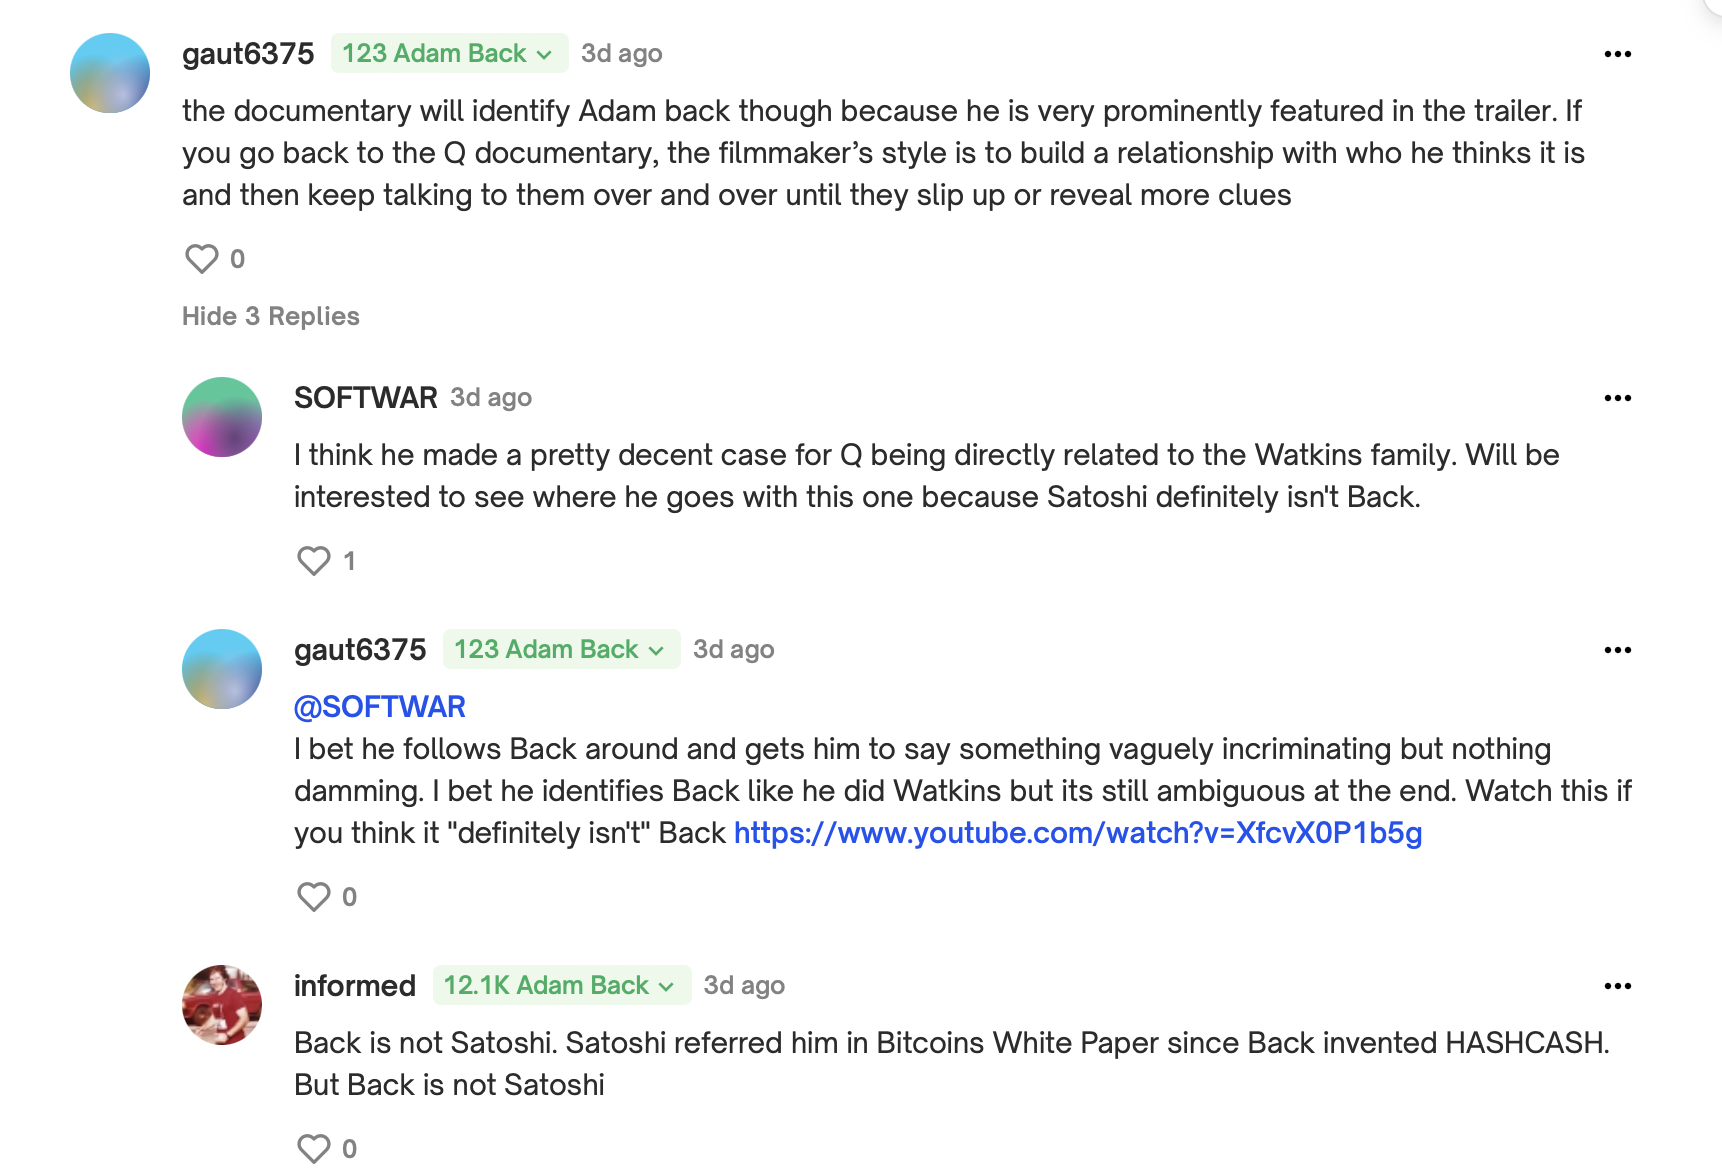 gaut6375 123 Adam Back 3d ago
the documentary will identify Adam back though because he is very prominently featured in the trailer. If
you go back to the Q documentary, the filmmaker’s style is to build a relationship with who he thinks it is
and then keep talking to them over and over until they slip up or reveal more clues
0
Hide 3 Replies
SOFTWAR 3d ago
I think he made a pretty decent case for Q being directly related to the Watkins family. Will be
interested to see where he goes with this one because Satoshi definitely isn't Back.
1
gaut6375 123 Adam Back 3d ago
@SOFTWAR
I bet he follows Back around and gets him to say something vaguely incriminating but nothing
damming. I bet he identifies Back like he did Watkins but its still ambiguous at the end. Watch this if
you think it "definitely isn't" Back https://www.youtube.com/watch?v=XfcvX0P1b5g
0
informed 12.1K Adam Back 3d ago
Back is not Satoshi. Satoshi referred him in Bitcoins White Paper since Back invented HASHCASH.
But Back is not Satoshi
0